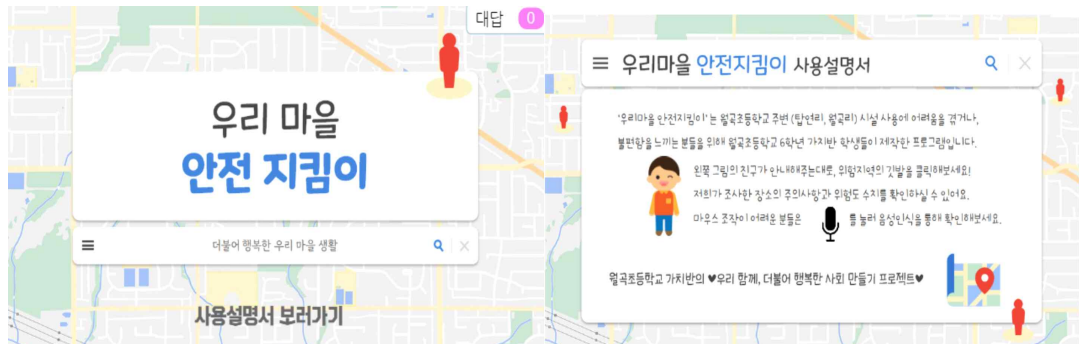 대답 0
우리 마을
안전 지킴이
더불어 행복한 우리 마을 생활
사용설명서 보러가기
우리마을 안전지킴이 사용설명서
'우리마을 안전지킴이'는 월곡초등학교 주변 (탑연리, 월곡리) 시설 사용에 어려움을 겪거나,
불편함을 느끼는 분들을 위해 월곡초등학교 6학년 가치반 학생들이 제작한 프로그램입니다.
왼쪽 그림의 친구가 안내해주는대로, 위험지역의 깃발을 클릭해보세요!
저희가 조사한 장소의 주의사항과 위험도 수치를 확인하실 수 있어요.
마우스 조작이 어려운 분들은 를 눌러 음성인식을 통해 확인해보세요.
월곡초등학교 가치반의 ♥우리 함께, 더불어 행복한 사회 만들기 프로젝트♥